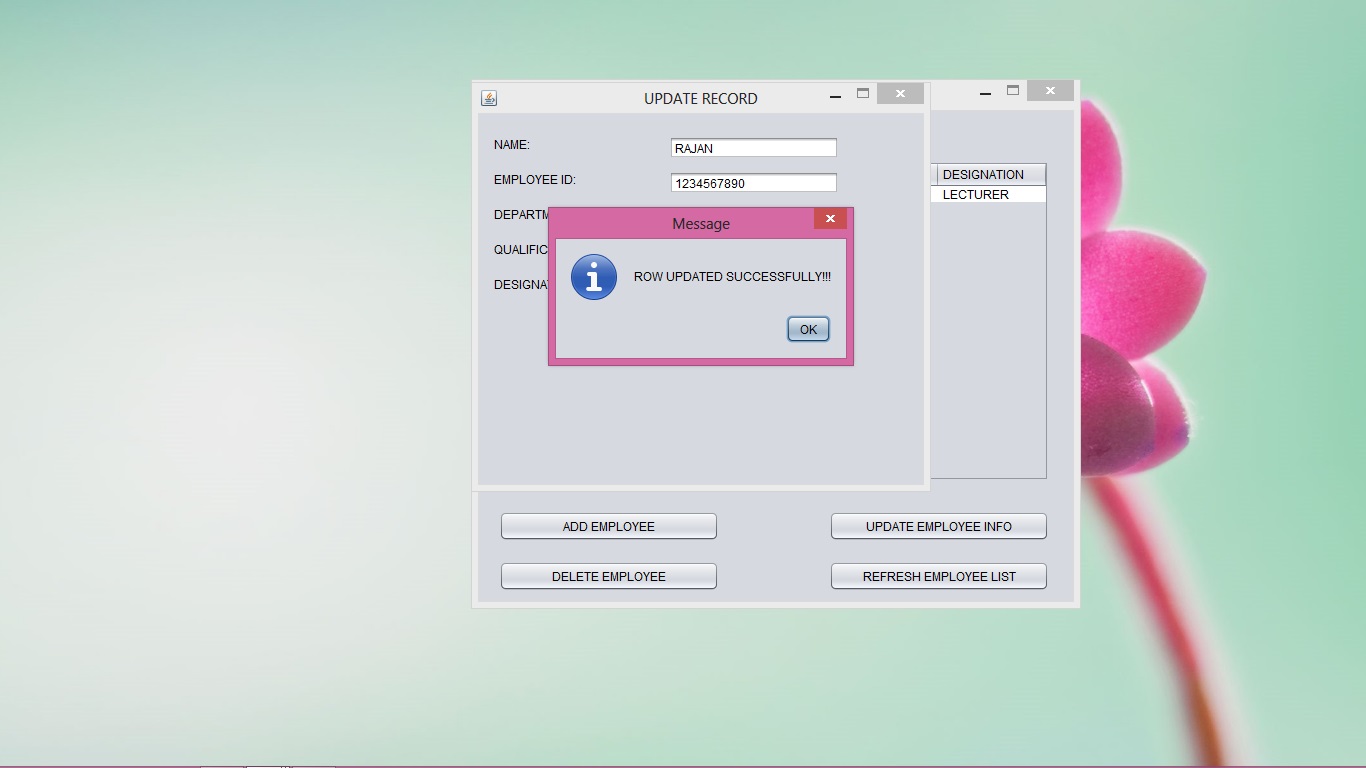 UPDATE RECORD
NAME:
RAJAN
EMPLOYEE ID:
1234567890
DEPARTM
QUALIFIC
DESIGNA
Message
ROW UPDATED SUCCESSFULLY!!!
OK
DESIGNATION
LECTURER
ADD EMPLOYEE
UPDATE EMPLOYEE INFO
DELETE EMPLOYEE
REFRESH EMPLOYEE LIST